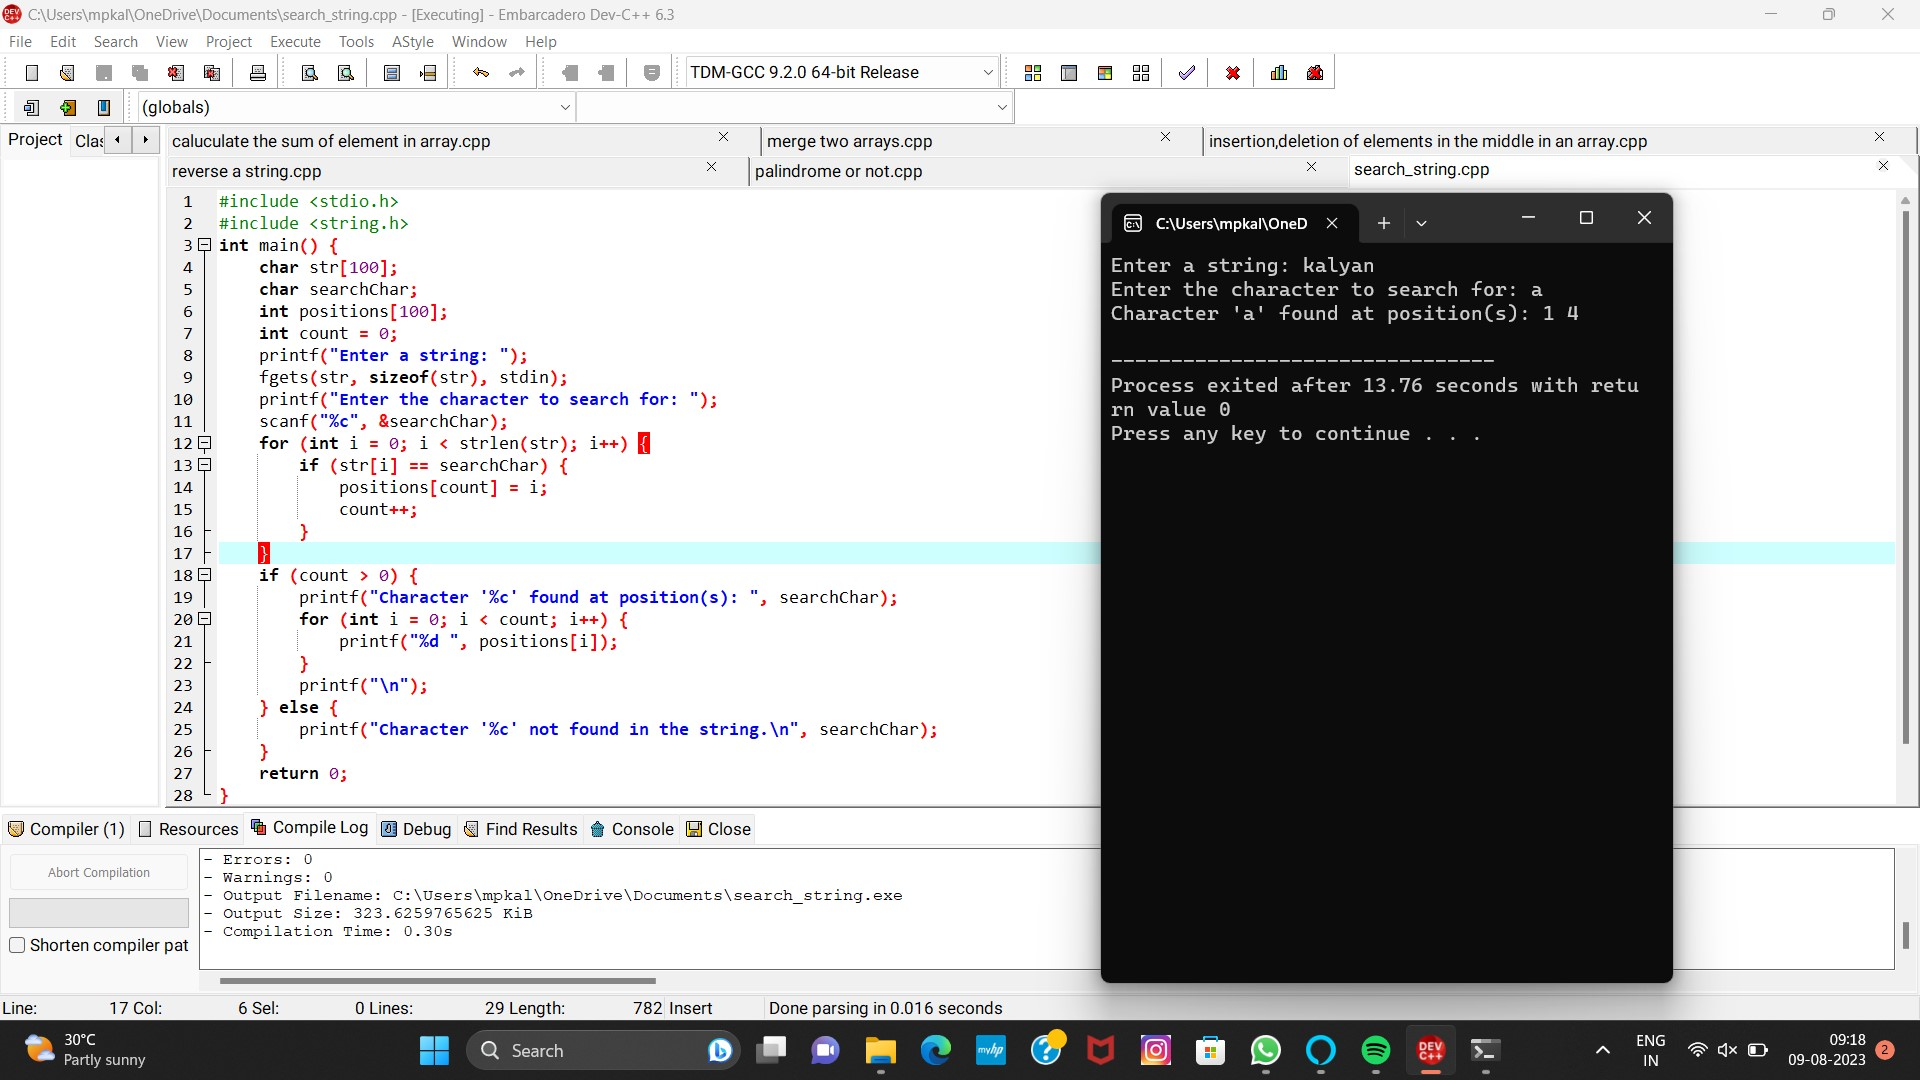 C:\Users\mpkal\OneDrive\Documents\search_string.cpp - [Executing] - Embarcadero Dev-C++ 6.3
File Edit Search View Project Execute Tools AStyle Window Help
TDM-GCC 9.2.0 64-bit Release
(globals)
Project Clas
caluculate the sum of element in array.cpp
merge two arrays.cpp
insertion,deletion of elements in the middle in an array.cpp
reverse a string.cpp
palindrome or not.cpp
search_string.cpp
1 #include <stdio.h>
2 #include <string.h>
3 int main() {
4 char str[100];
5 char searchChar;
6 int positions[100];
7 int count = 0;
8 printf("Enter a string: ");
9 fgets(str, sizeof(str), stdin);
10 printf("Enter the character to search for: ");
11 scanf("%c", &searchChar);
12 for (int i = 0; i < strlen(str); i++) {
13 if (str[i] == searchChar) {
14 positions[count] = i;
15 count++;
16 }
17 }
18 if (count > 0) {
19 printf("Character '%c' found at position(s): ", searchChar);
20 for (int i = 0; i < count; i++) {
21 printf("%d ", positions[i]);
22 }
23 printf("\n");
24 } else {
25 printf("Character '%c' not found in the string.\n", searchChar);
26 }
27 return 0;
28 }
C:\Users\mpkal\OneD
Enter a string: kalyan
Enter the character to search for: a
Character 'a' found at position(s): 1 4
--------------------------------
Process exited after 13.76 seconds with retu
rn value 0
Press any key to continue . . .
Compiler (1) Resources Compile Log Debug Find Results Console Close
Abort Compilation
Shorten compiler pat
- Errors: 0
- Warnings: 0
- Output Filename: C:\Users\mpkal\OneDrive\Documents\search_string.exe
- Output Size: 323.6259765625 KiB
- Compilation Time: 0.30s
Line: 17 Col: 6 Sel: 0 Lines: 29 Length: 782 Insert Done parsing in 0.016 seconds
30°C
Partly sunny
Search
myhp
DEV C++
ENG
IN
09:18
09-08-2023
2